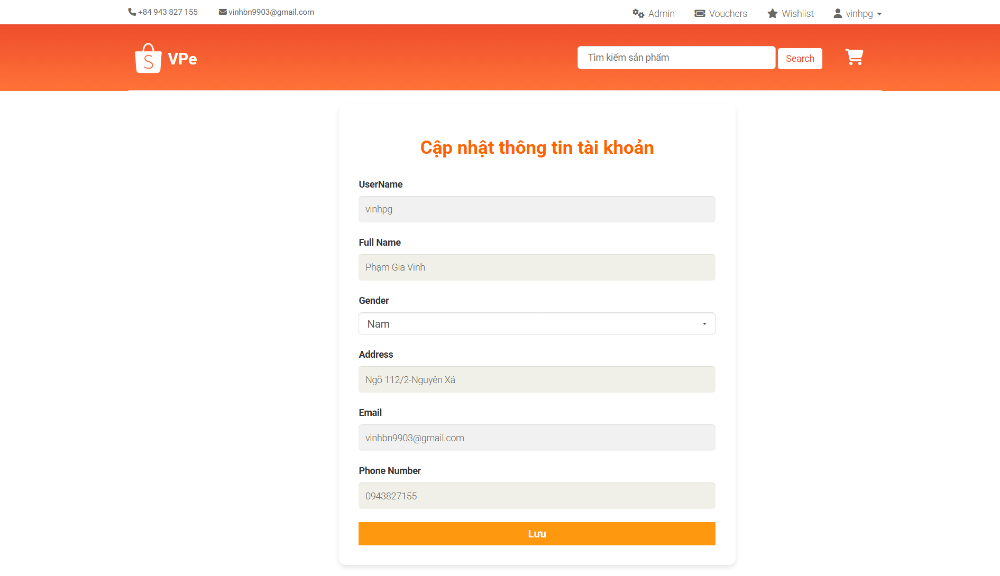 +84 943 827 155 vinhbn9903@gmail.com Admin Vouchers Wishlist vinhpg
S VPe Tìm kiếm sản phẩm Search
Cập nhật thông tin tài khoản
UserName
vinhpg
Full Name
Phạm Gia Vinh
Gender
Nam
Address
Ngõ 112/2-Nguyên Xá
Email
vinhbn9903@gmail.com
Phone Number
0943827155
Lưu